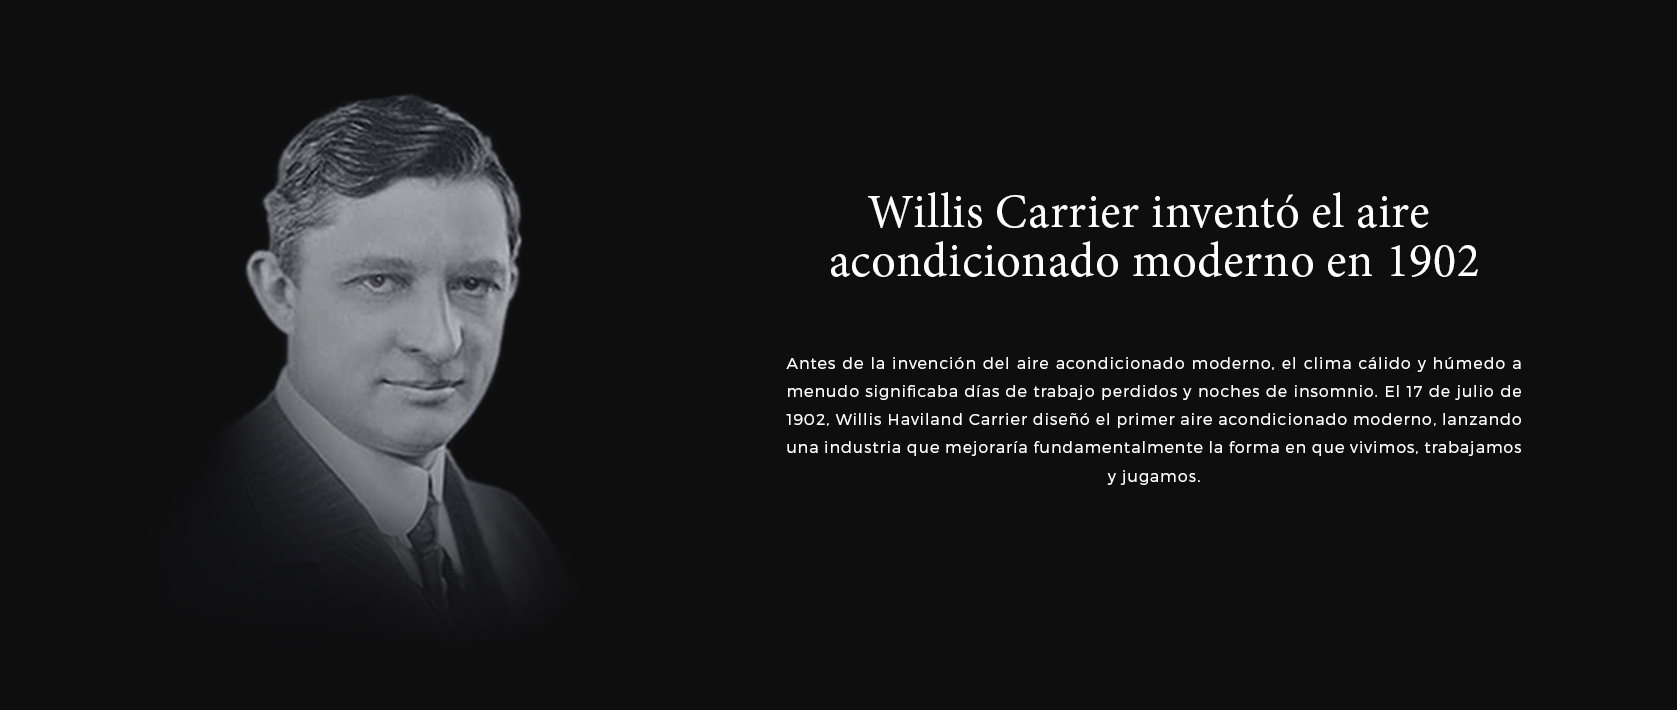 Willis Carrier inventó el aire
acondicionado moderno en 1902
Antes de la invención del aire acondicionado moderno, el clima cálido y húmedo a
menudo significaba días de trabajo perdidos y noches de insomnio. El 17 de julio de
1902, Willis Haviland Carrier diseñó el primer aire acondicionado moderno, lanzando
una industria que mejoraría fundamentalmente la forma en que vivimos, trabajamos
y jugamos.